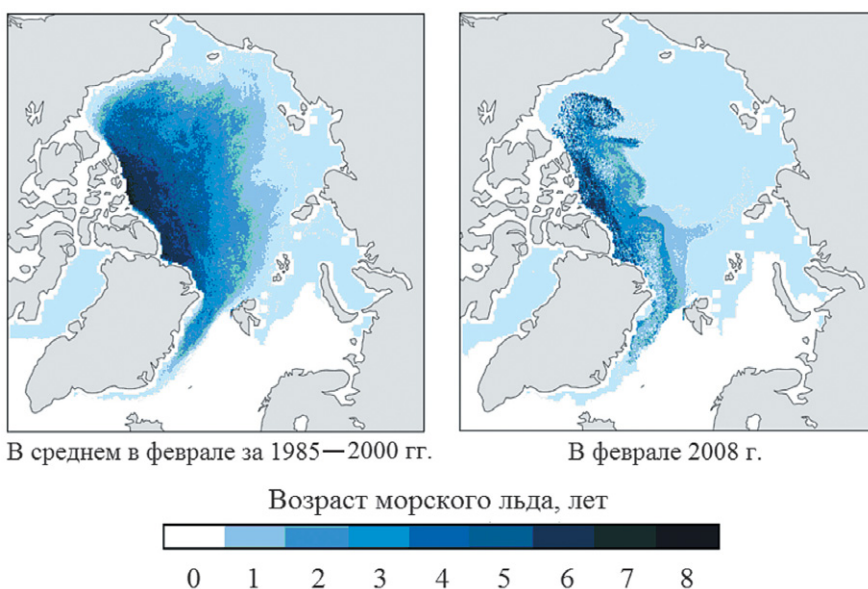 В среднем в феврале за 1985—2000 гг.
В феврале 2008 г.
Возраст морского льда, лет
0 1 2 3 4 5 6 7 8